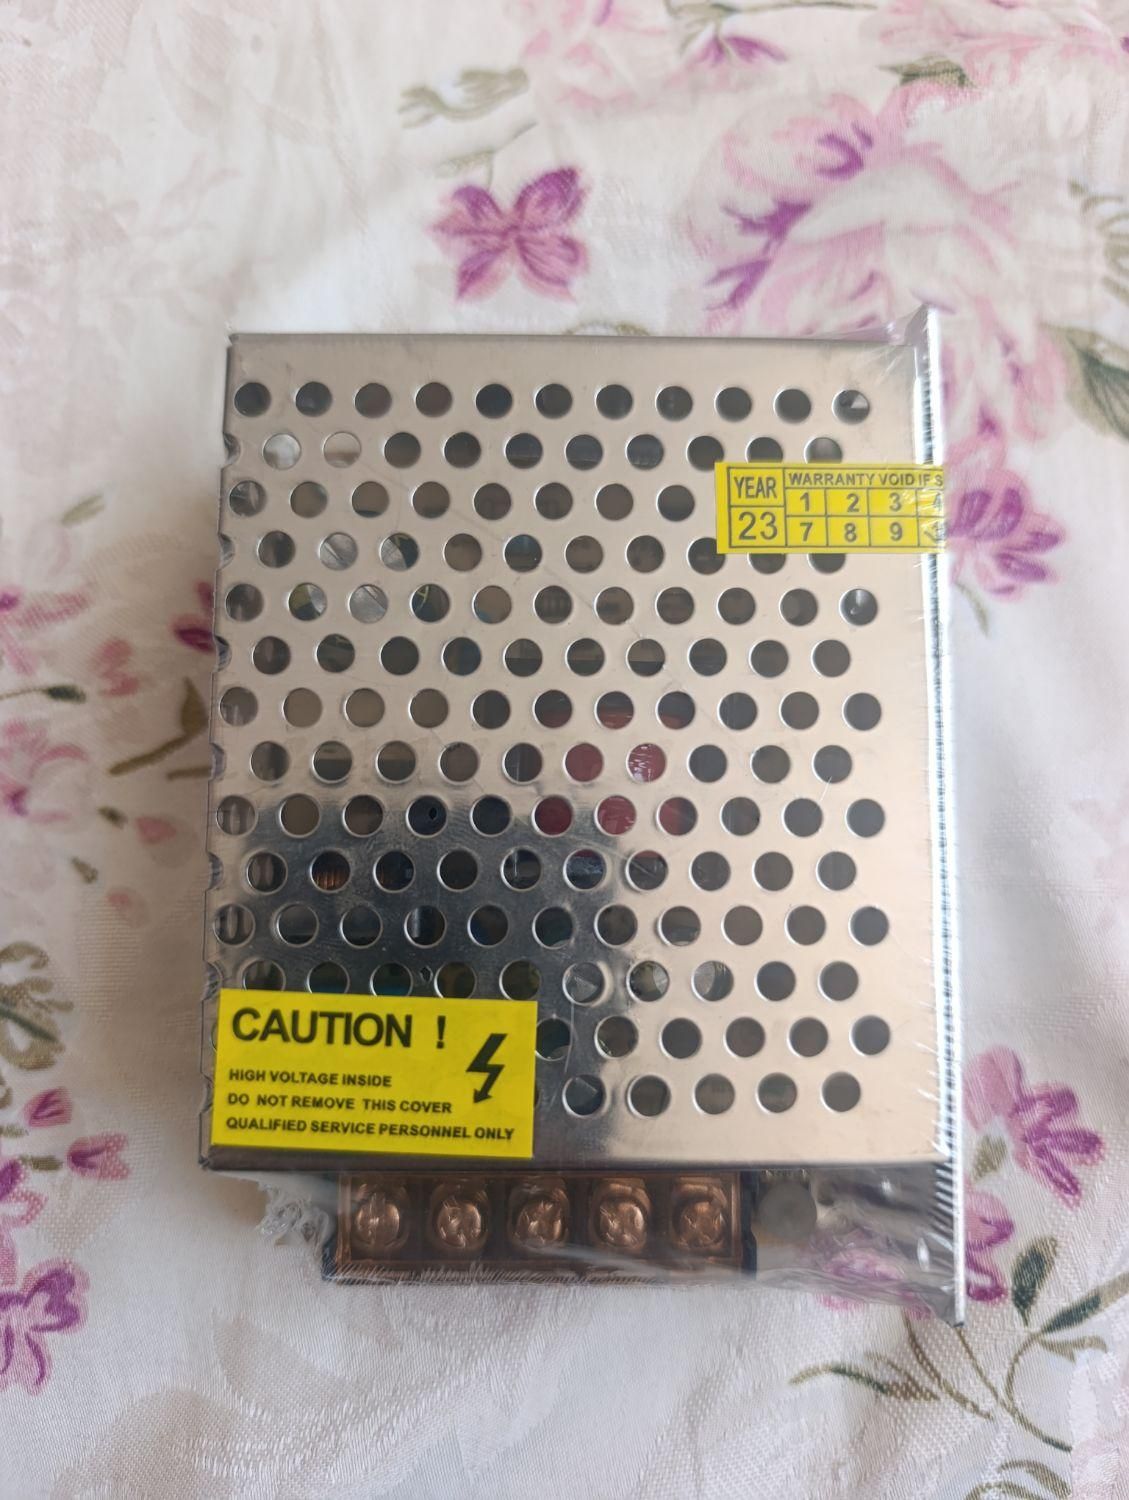 YEAR
23
WARRANTY VOID IF S
1 2 3
7 8 9
CAUTION !
HIGH VOLTAGE INSIDE
DO NOT REMOVE THIS COVER
QUALIFIED SERVICE PERSONNEL ONLY